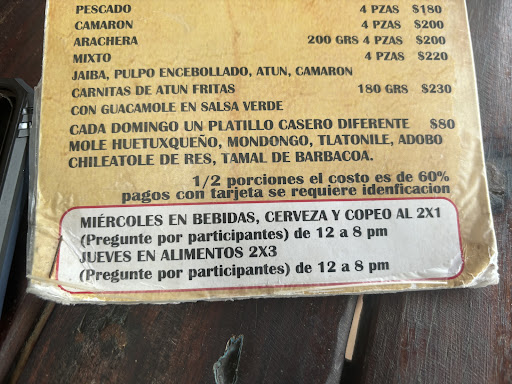 PESCADO 4 PZAS $180
CAMARON 4 PZAS $200
ARACHERA 200 GRS 4 PZAS $200
MIXTO 4 PZAS $220
JAIBA, PULPO ENCEBOLLADO, ATUN, CAMARON
CARNITAS DE ATUN FRITAS 180 GRS $230
CON GUACAMOLE EN SALSA VERDE
CADA DOMINGO UN PLATILLO CASERO DIFERENTE $80
MOLE HUETUXQUEÑO, MONDONGO, TLATONILE, ADOBO
CHILEATOLE DE RES, TAMAL DE BARBACOA.
1/2 porciones el costo es de 60%
pagos con tarjeta se requiere idenficacion
MIÉRCOLES EN BEBIDAS, CERVEZA Y COPEO AL 2X1
(Pregunte por participantes) de 12 a 8 pm
JUEVES EN ALIMENTOS 2X3
(Pregunte por participantes) de 12 a 8 pm